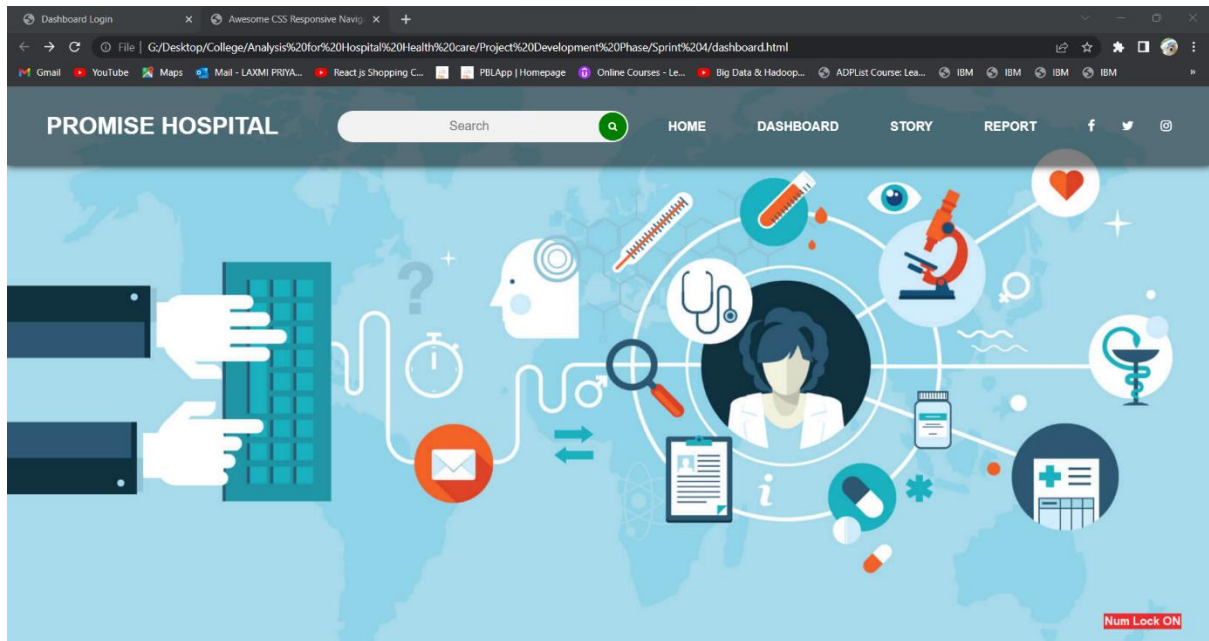 Dashboard Login
Awesome CSS Responsive Navig
File G:/Desktop/College/Analysis%20for%20Hospital%20Health%20care/Project%20Development%20Phase/Sprint%204/dashboard.html
Gmail YouTube Maps Mail - LAXMI PRIYA... React js Shopping C... PBLApp | Homepage Online Courses - Le... Big Data & Hadoop... ADPList Course: Lea... IBM IBM IBM IBM »
PROMISE HOSPITAL Search HOME DASHBOARD STORY REPORT
?
i
Num Lock ON